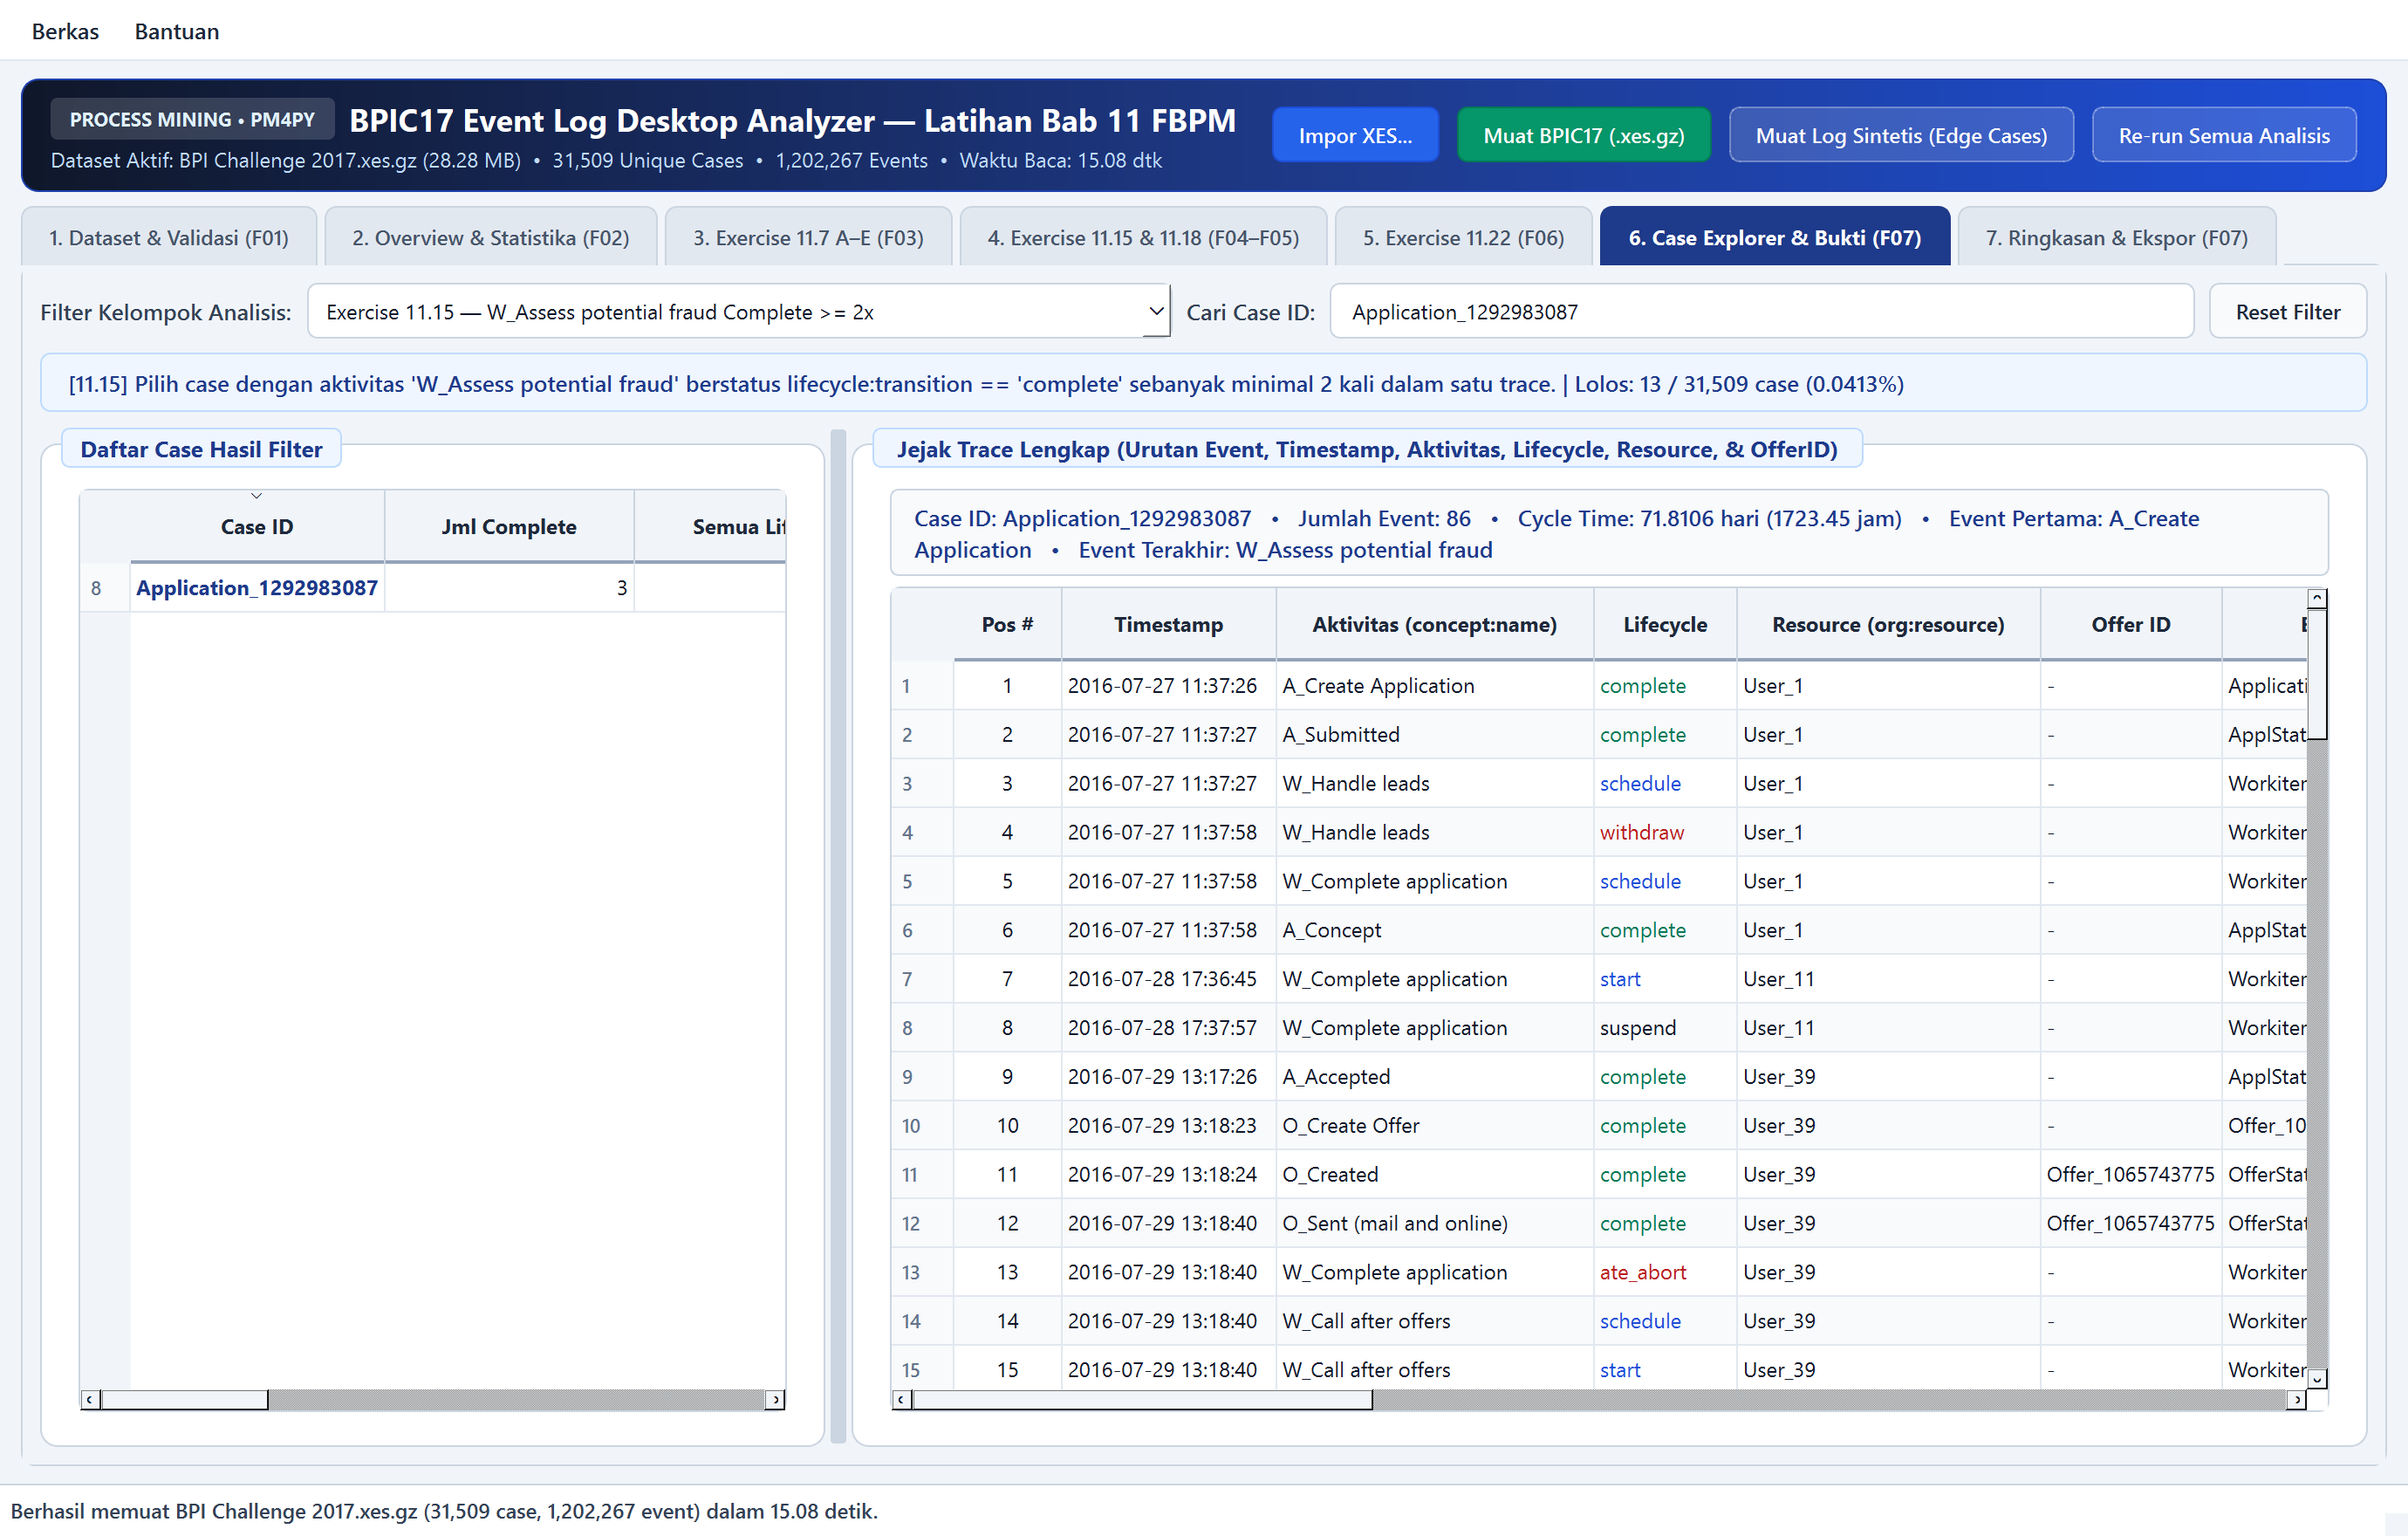 Berkas Bantuan
PROCESS MINING • PM4PY BPIC17 Event Log Desktop Analyzer — Latihan Bab 11 FBPM
Dataset Aktif: BPI Challenge 2017.xes.gz (28.28 MB) • 31,509 Unique Cases • 1,202,267 Events • Waktu Baca: 15.08 dtk
Impor XES... Muat BPIC17 (.xes.gz) Muat Log Sintetis (Edge Cases) Re-run Semua Analisis
1. Dataset & Validasi (F01) 2. Overview & Statistika (F02) 3. Exercise 11.7 A–E (F03) 4. Exercise 11.15 & 11.18 (F04–F05) 5. Exercise 11.22 (F06) 6. Case Explorer & Bukti (F07) 7. Ringkasan & Ekspor (F07)
Filter Kelompok Analisis: Exercise 11.15 — W_Assess potential fraud Complete >= 2x Cari Case ID: Application_1292983087 Reset Filter
[11.15] Pilih case dengan aktivitas 'W_Assess potential fraud' berstatus lifecycle:transition == 'complete' sebanyak minimal 2 kali dalam satu trace. | Lolos: 13 / 31,509 case (0.0413%)
Daftar Case Hasil Filter
Case ID Jml Complete Semua Lif
8 Application_1292983087 3
Jejak Trace Lengkap (Urutan Event, Timestamp, Aktivitas, Lifecycle, Resource, & OfferID)
Case ID: Application_1292983087 • Jumlah Event: 86 • Cycle Time: 71.8106 hari (1723.45 jam) • Event Pertama: A_Create
Application • Event Terakhir: W_Assess potential fraud
Pos # Timestamp Aktivitas (concept:name) Lifecycle Resource (org:resource) Offer ID
1 1 2016-07-27 11:37:26 A_Create Application complete User_1 - Applicati
2 2 2016-07-27 11:37:27 A_Submitted complete User_1 - ApplStat
3 3 2016-07-27 11:37:27 W_Handle leads schedule User_1 - Workiter
4 4 2016-07-27 11:37:58 W_Handle leads withdraw User_1 - Workiter
5 5 2016-07-27 11:37:58 W_Complete application schedule User_1 - Workiter
6 6 2016-07-27 11:37:58 A_Concept complete User_1 - ApplStat
7 7 2016-07-28 17:36:45 W_Complete application start User_11 - Workiter
8 8 2016-07-28 17:37:57 W_Complete application suspend User_11 - Workiter
9 9 2016-07-29 13:17:26 A_Accepted complete User_39 - ApplStat
10 10 2016-07-29 13:18:23 O_Create Offer complete User_39 - Offer_10
11 11 2016-07-29 13:18:24 O_Created complete User_39 Offer_1065743775 OfferStat
12 12 2016-07-29 13:18:40 O_Sent (mail and online) complete User_39 Offer_1065743775 OfferStat
13 13 2016-07-29 13:18:40 W_Complete application ate_abort User_39 - Workiter
14 14 2016-07-29 13:18:40 W_Call after offers schedule User_39 - Workiter
15 15 2016-07-29 13:18:40 W_Call after offers start User_39 - Workiter
Berhasil memuat BPI Challenge 2017.xes.gz (31,509 case, 1,202,267 event) dalam 15.08 detik.